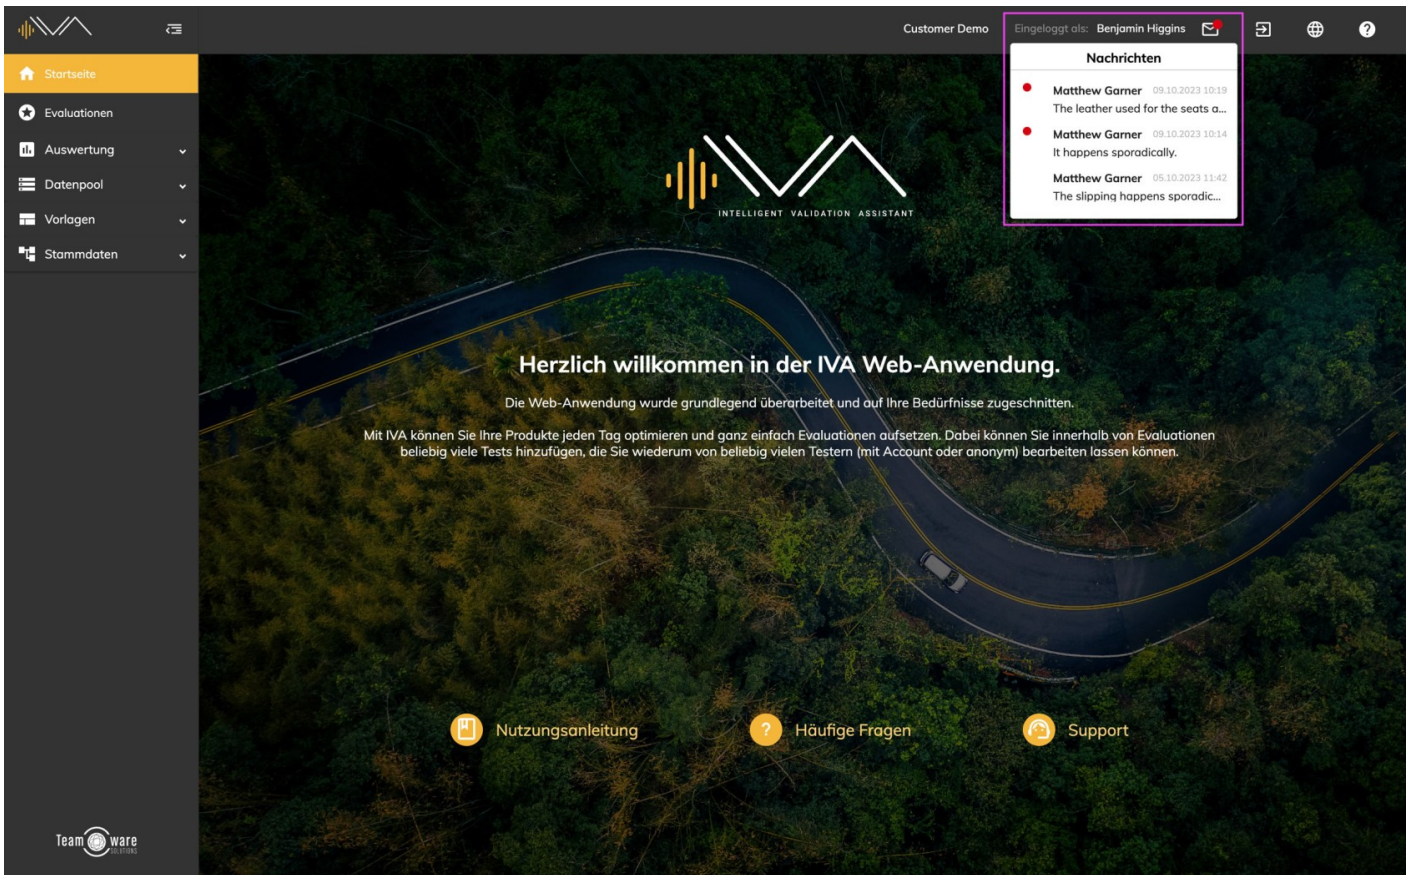 IVA
Customer Demo
Eingeloggt als: Benjamin Higgins
Startseite
Evaluationen
Auswertung
Datenpool
Vorlagen
Stammdaten
Nachrichten
Matthew Garner 09.10.2023 10:19
The leather used for the seats a...
Matthew Garner 09.10.2023 10:14
It happens sporadically.
Matthew Garner 05.10.2023 11:42
The slipping happens sporadic...
IVA
INTELLIGENT VALIDATION ASSISTANT
Herzlich willkommen in der IVA Web-Anwendung.
Die Web-Anwendung wurde grundlegend überarbeitet und auf Ihre Bedürfnisse zugeschnitten.
Mit IVA können Sie Ihre Produkte jeden Tag optimieren und ganz einfach Evaluationen aufsetzen. Dabei können Sie innerhalb von Evaluationen
beliebig viele Tests hinzufügen, die Sie wiederum von beliebig vielen Testern (mit Account oder anonym) bearbeiten lassen können.
Nutzungsanleitung
? Häufige Fragen
Support
Team ware
SOLUTIONS